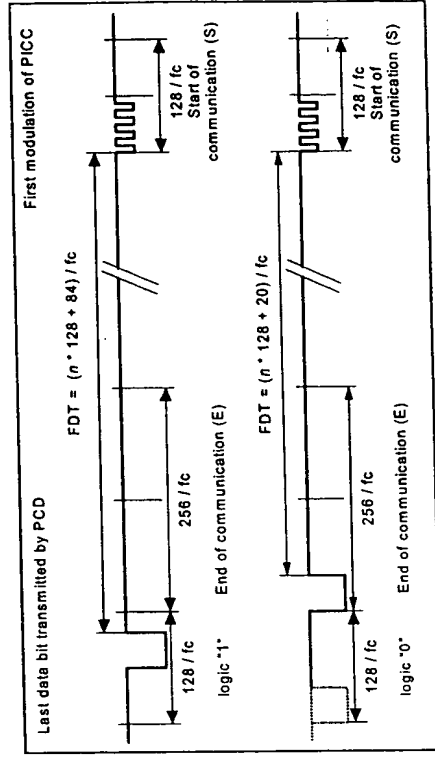 Last data bit transmitted by PCD
First modulation of PICC
FDT = (n * 128 + 84) / fc
128 / fc
256 / fc
128 / fc
logic "1"
End of communication (E)
Start of
communication (S)
FDT = (n * 128 + 20) / fc
128 / fc
256 / fc
128 / fc
logic "0"
End of communication (E)
Start of
communication (S)